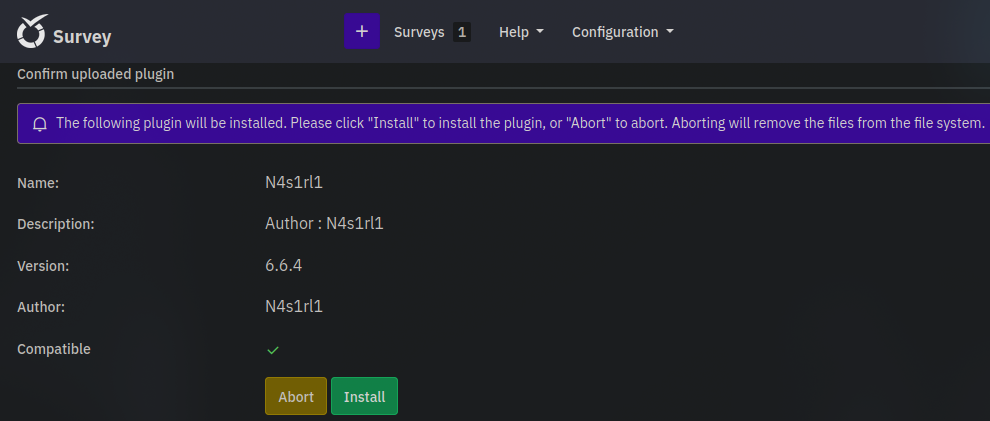 Survey + Surveys 1 Help Configuration
Confirm uploaded plugin
The following plugin will be installed. Please click "Install" to install the plugin, or "Abort" to abort. Aborting will remove the files from the file system.
Name: N4s1rl1
Description: Author : N4s1rl1
Version: 6.6.4
Author: N4s1rl1
Compatible
Abort Install